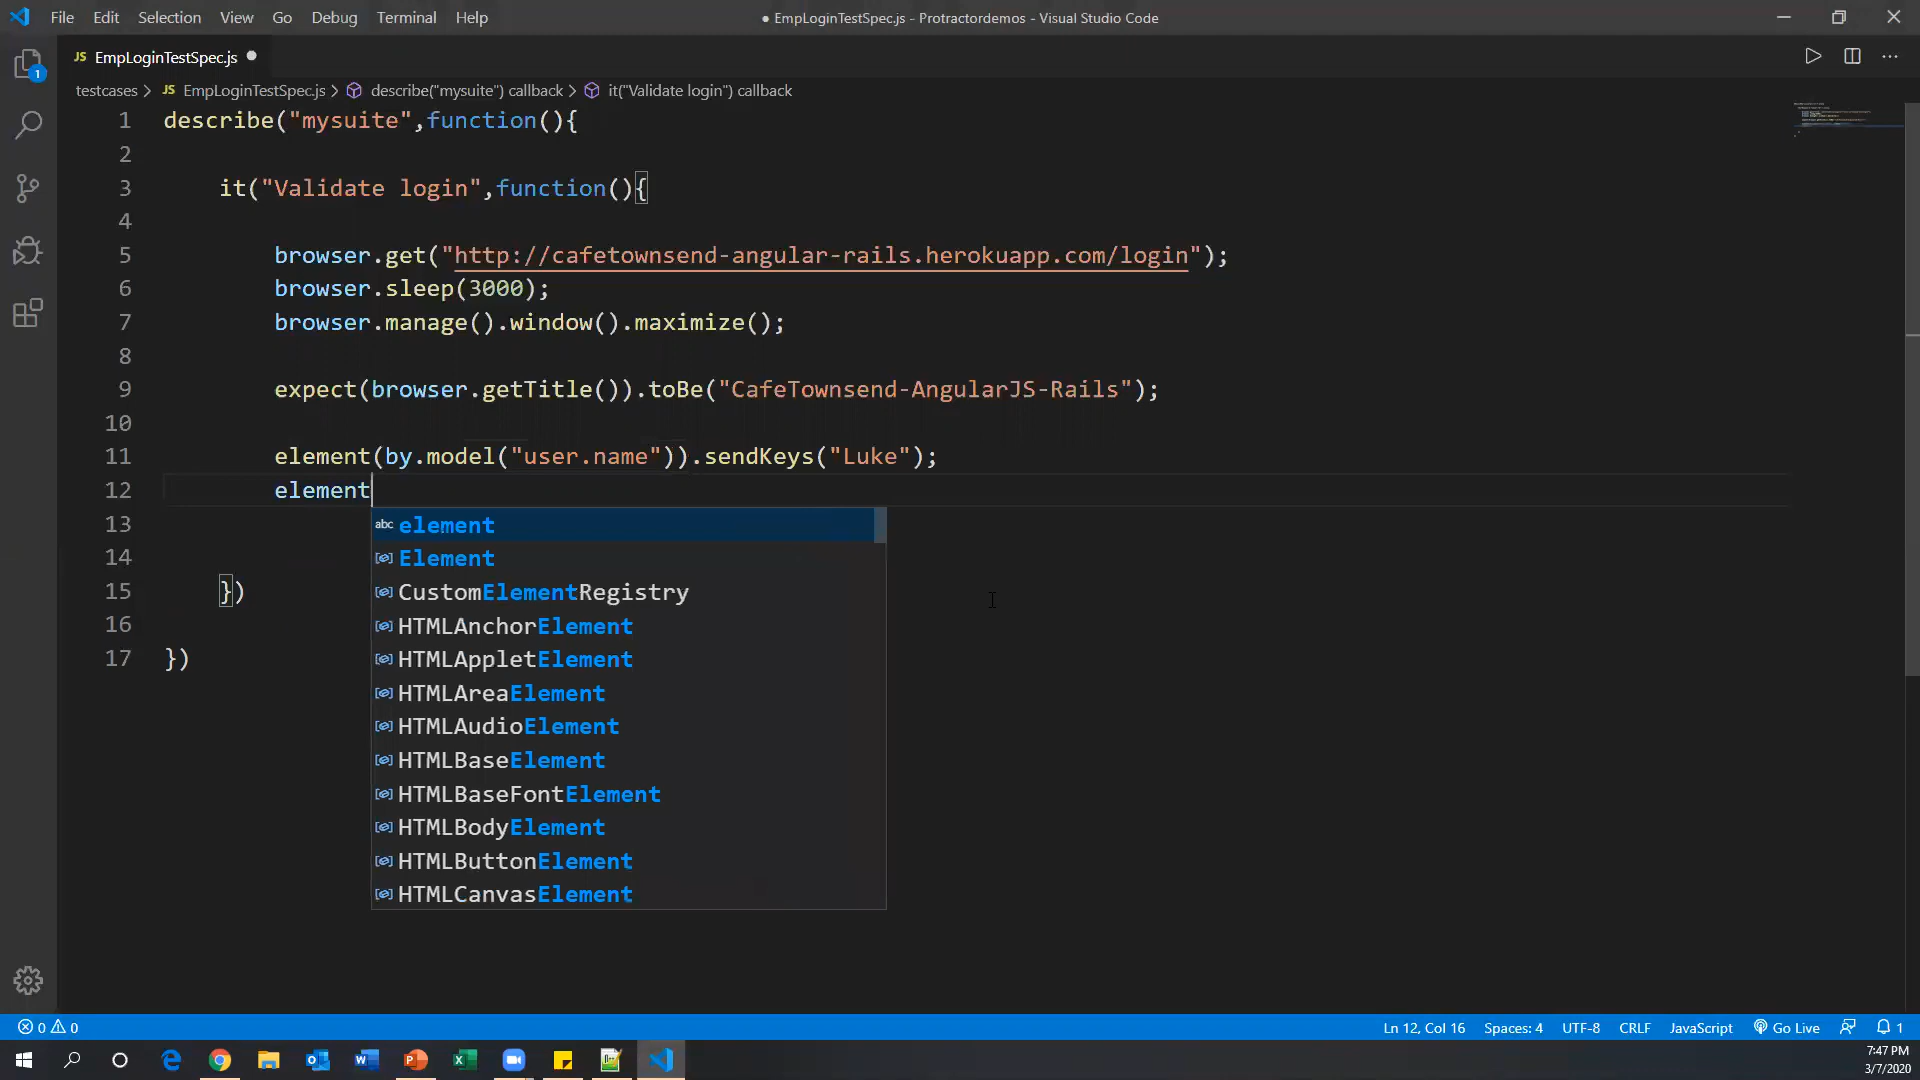 File Edit Selection View Go Debug Terminal Help
● EmpLoginTestSpec.js - Protractordemos - Visual Studio Code
JS EmpLoginTestSpec.js ●
testcases > JS EmpLoginTestSpec.js > describe("mysuite") callback > it("Validate login") callback
1 describe("mysuite",function(){
2
3 it("Validate login",function(){
4
5 browser.get("http://cafetownsend-angular-rails.herokuapp.com/login");
6 browser.sleep(3000);
7 browser.manage().window().maximize();
8
9 expect(browser.getTitle()).toBe("CafeTownsend-AngularJS-Rails");
10
11 element(by.model("user.name")).sendKeys("Luke");
12 element
13
14
15 })
16
17 })
abc element
Element
CustomElementRegistry
HTMLAnchorElement
HTMLAppletElement
HTMLAreaElement
HTMLAudioElement
HTMLBaseElement
HTMLBaseFontElement
HTMLBodyElement
HTMLButtonElement
HTMLCanvasElement
1
0 0
Ln 12, Col 16 Spaces: 4 UTF-8 CRLF JavaScript Go Live 1
7:47 PM
3/7/2020